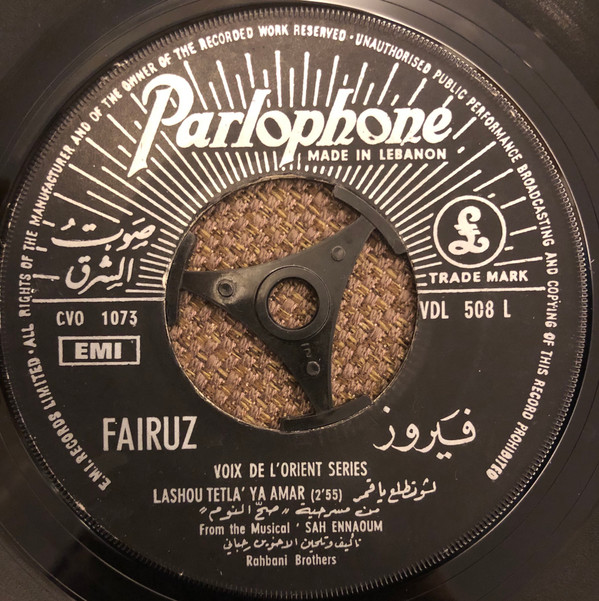 ALL RIGHTS OF THE MANUFACTURER AND OF THE OWNER OF THE RECORDED WORK RESERVED · UNAUTHORISED PUBLIC PERFORMANCE BROADCASTING AND COPYING OF THIS RECORD PROHIBITED
E.M.I. RECORDS LIMITED ·
Parlophone
MADE IN LEBANON
صَوبتُ
الشرق
£
TRADE MARK
CVO 1073
VDL 508 L
EMI
FAIRUZ
فيروز
VOIX DE L'ORIENT SERIES
LASHOU TETLA' YA AMAR (2'55) لشو تطلع يا قمر
من مسرحية "صحّ النوم"
From the Musical ' SAH ENNAOUM
تأليف وتلحين الاخوين رحباني
Rahbani Brothers